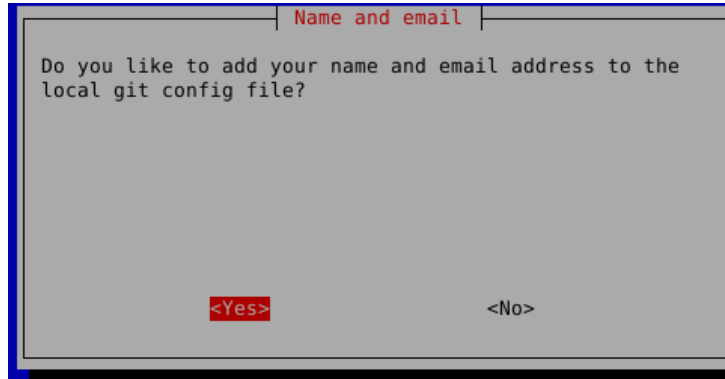 Name and email
Do you like to add your name and email address to the
local git config file?
<Yes> <No>